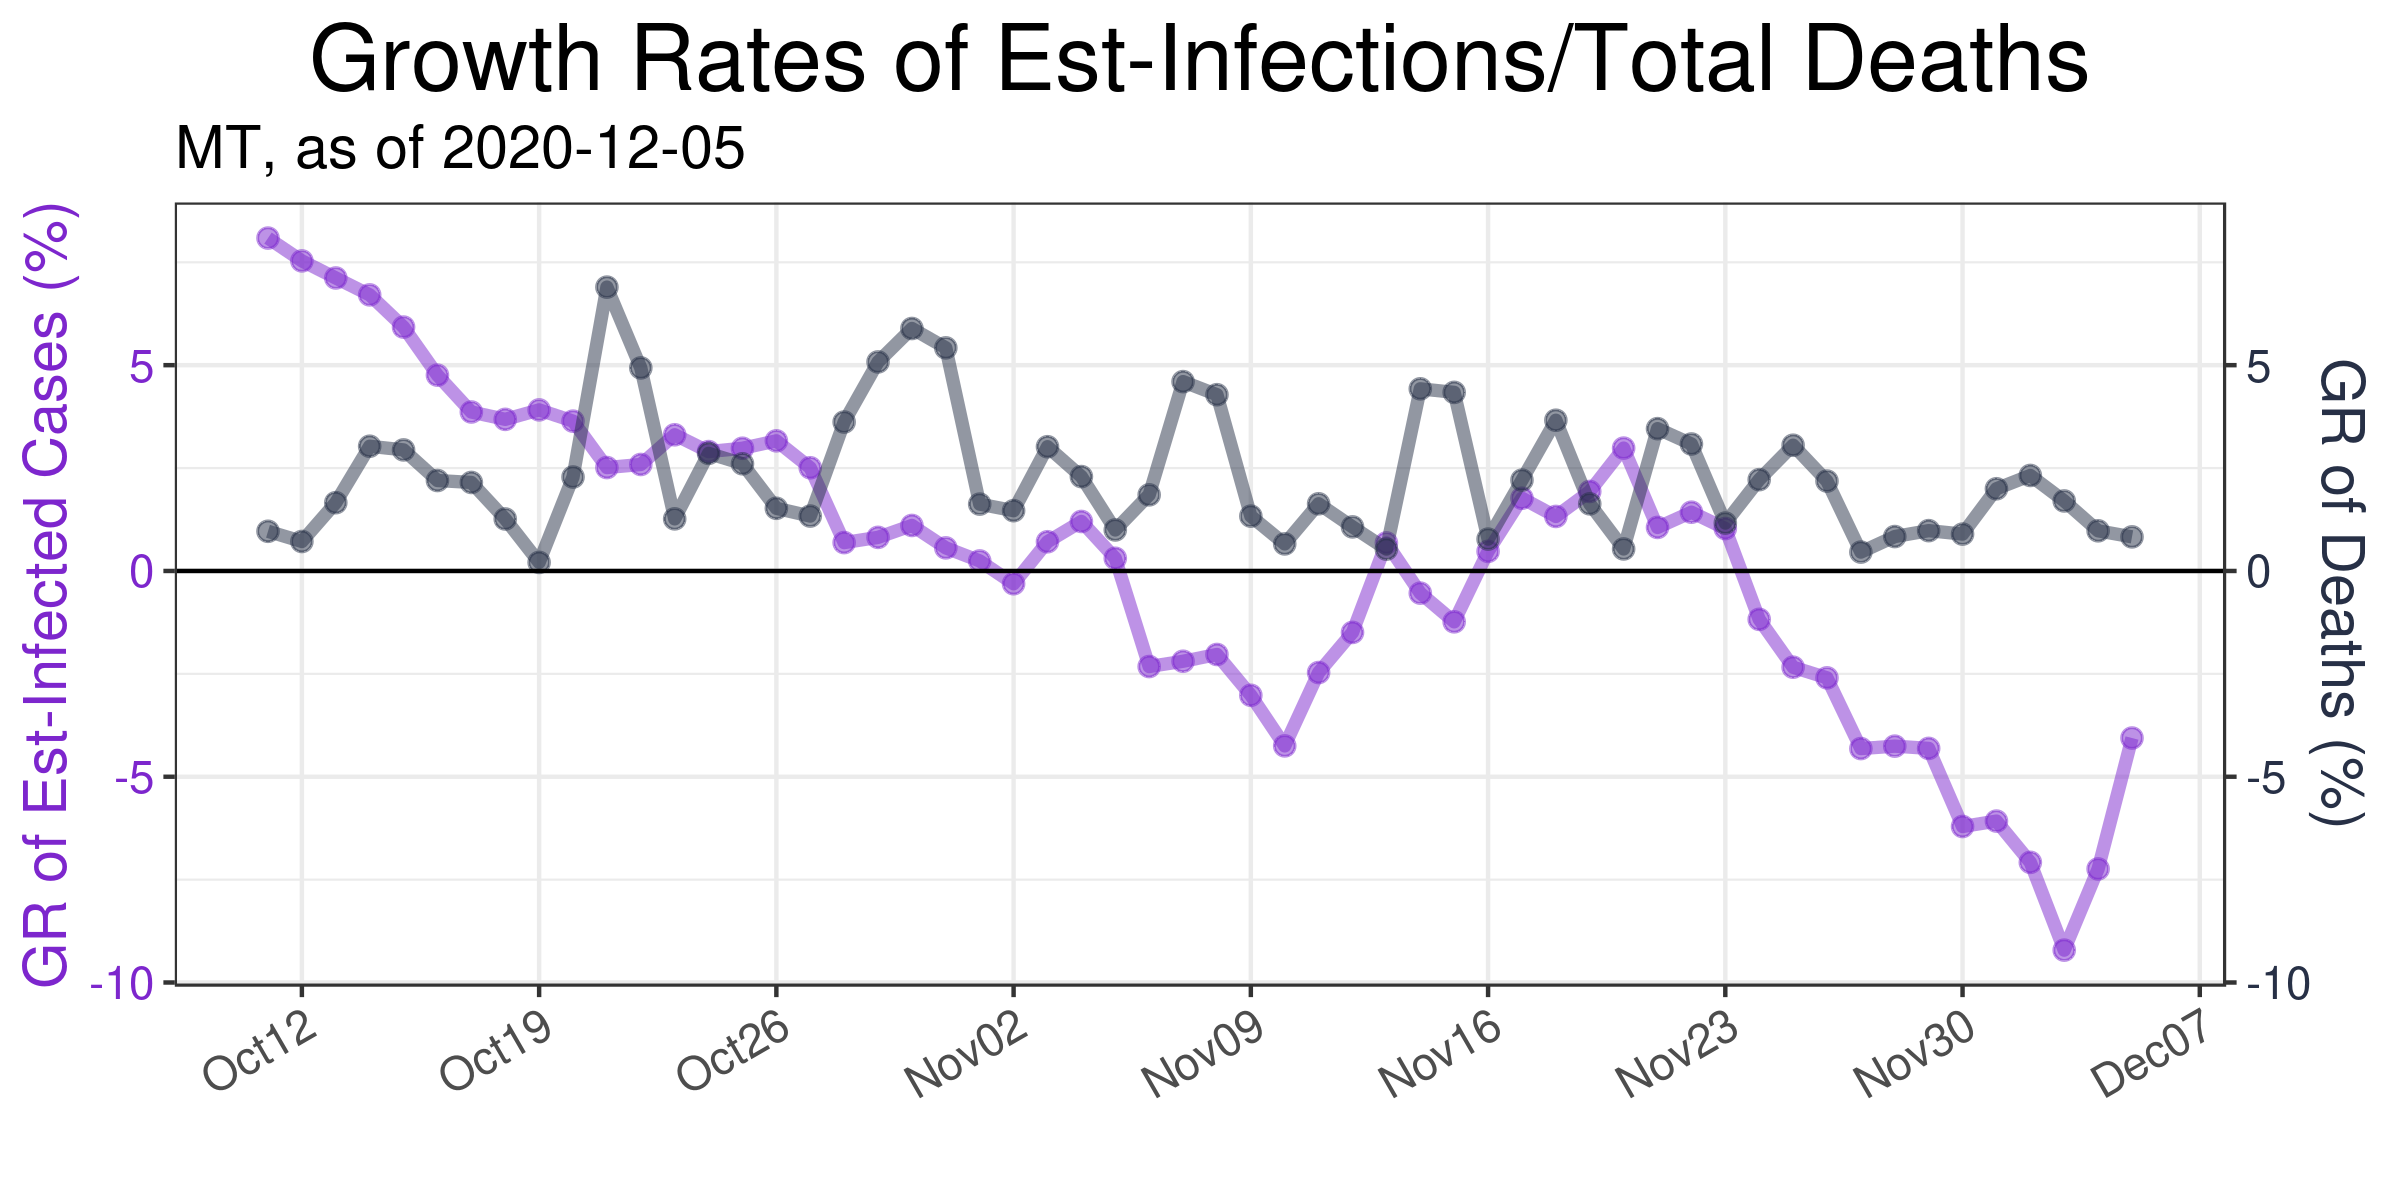 Growth Rates of Est-Infections/Total Deaths
MT, as of 2020-12-05
GR of Est-Infected Cases (%)
5
0
-5
-10
5
0
-5
-10
GR of Deaths (%)
Oct12
Oct19
Oct26
Nov02
Nov09
Nov16
Nov23
Nov30
Dec07